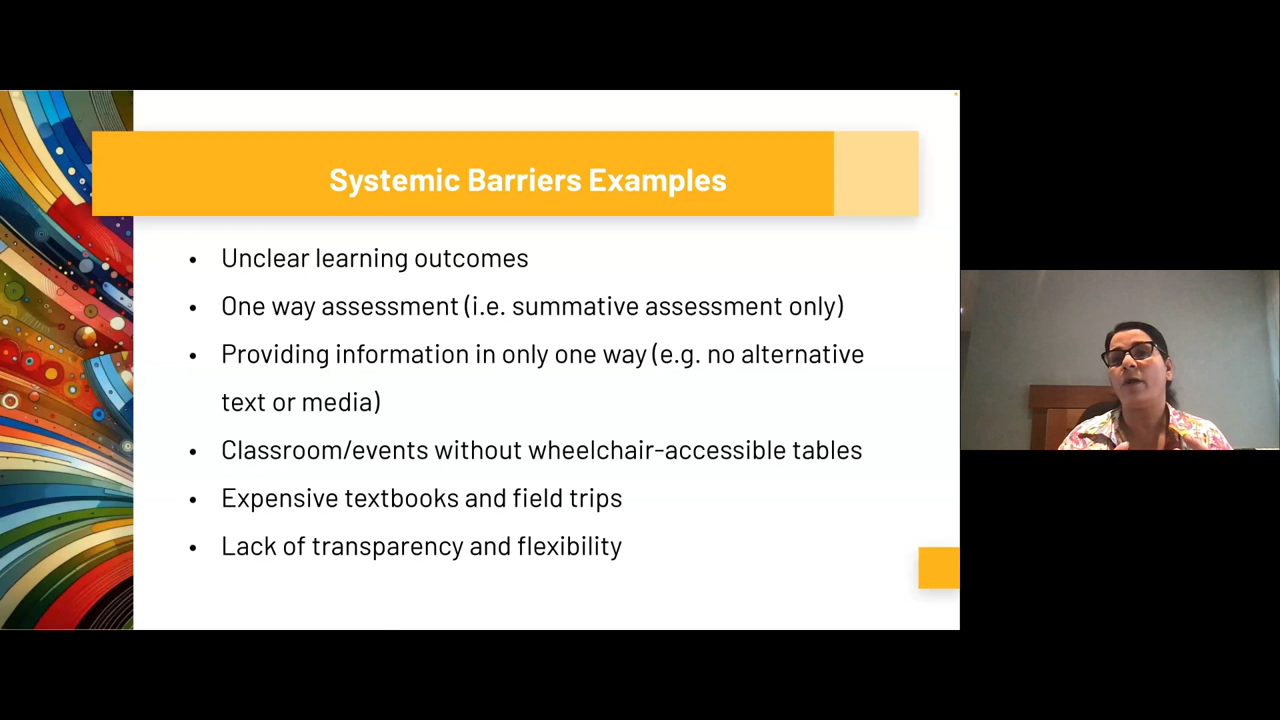 Systemic Barriers Examples
• Unclear learning outcomes
• One way assessment (i.e. summative assessment only)
• Providing information in only one way (e.g. no alternative
text or media)
• Classroom/events without wheelchair-accessible tables
• Expensive textbooks and field trips
• Lack of transparency and flexibility